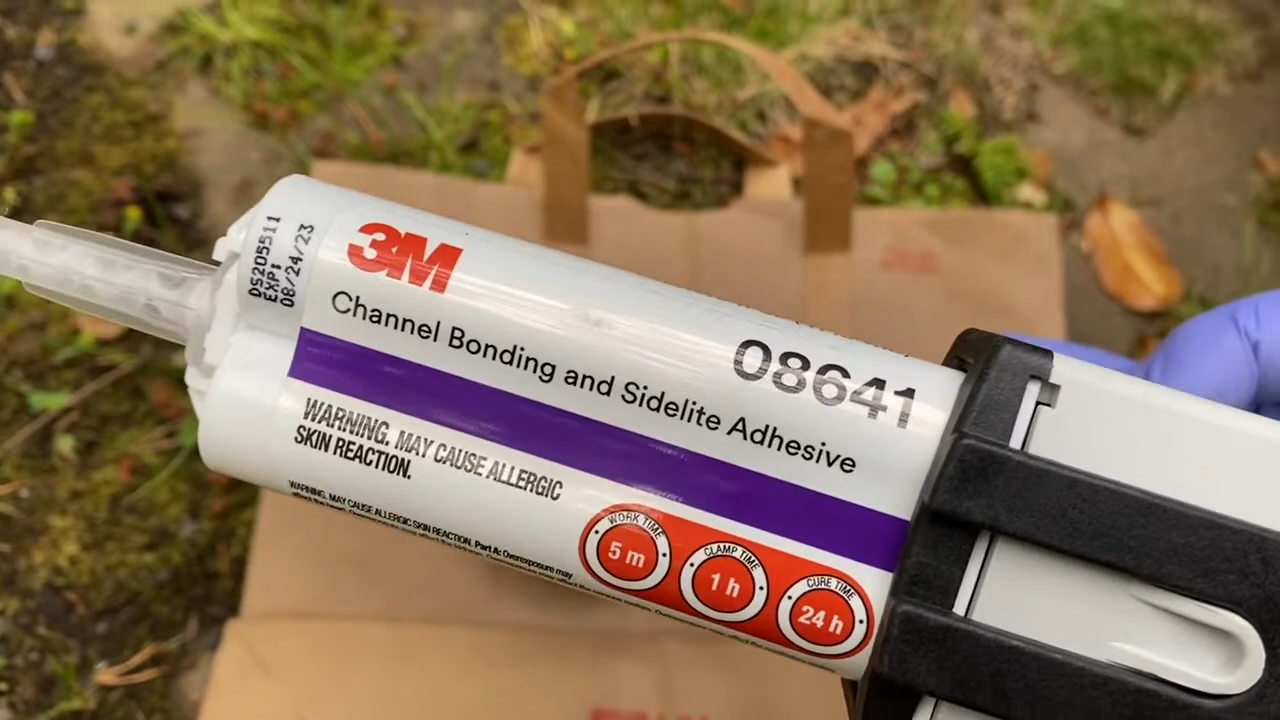 DS2D5511
EXP:
08/24/23
3M
Channel Bonding and Sidelite Adhesive
08641
WARNING. MAY CAUSE ALLERGIC
SKIN REACTION.
WARNING. MAY CAUSE ALLERGIC SKIN REACTION. Part A: Overexposure may
WORK TIME
5 m
CLAMP TIME
1 h
CURE TIME
24 h